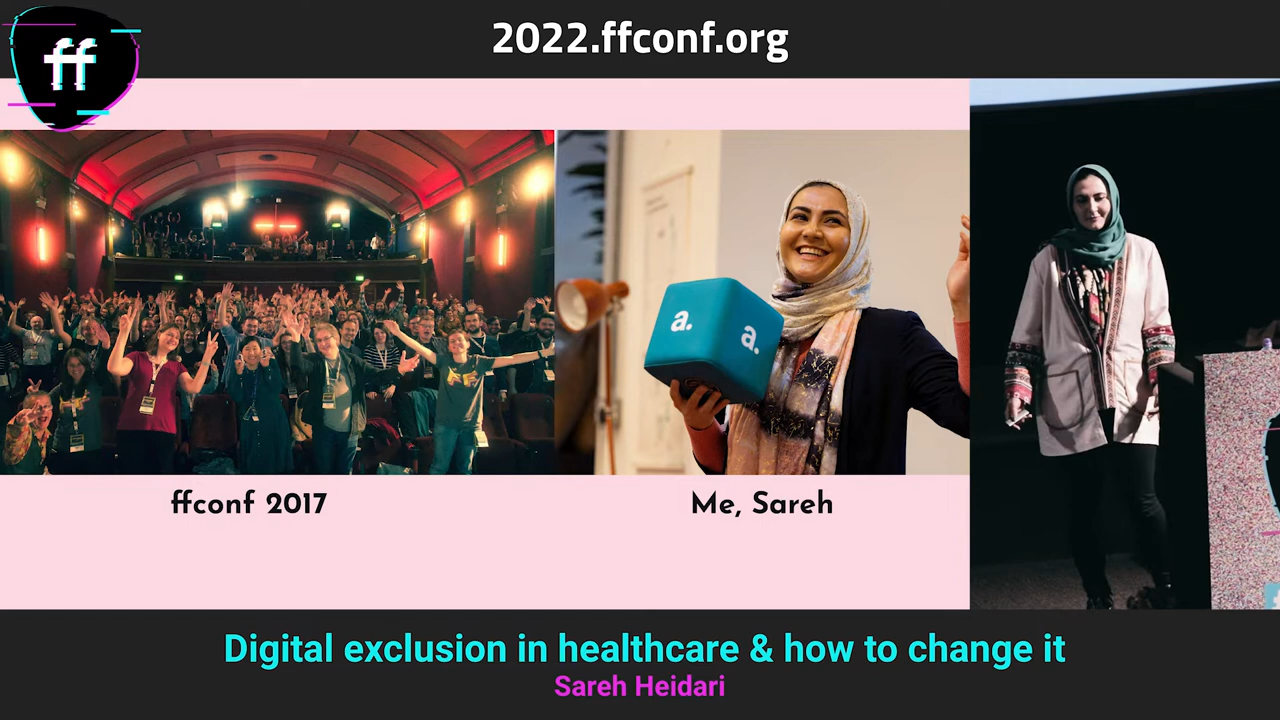 ff
2022.ffconf.org
a.
a.
ffconf 2017
Me, Sareh
Digital exclusion in healthcare & how to change it
Sareh Heidari